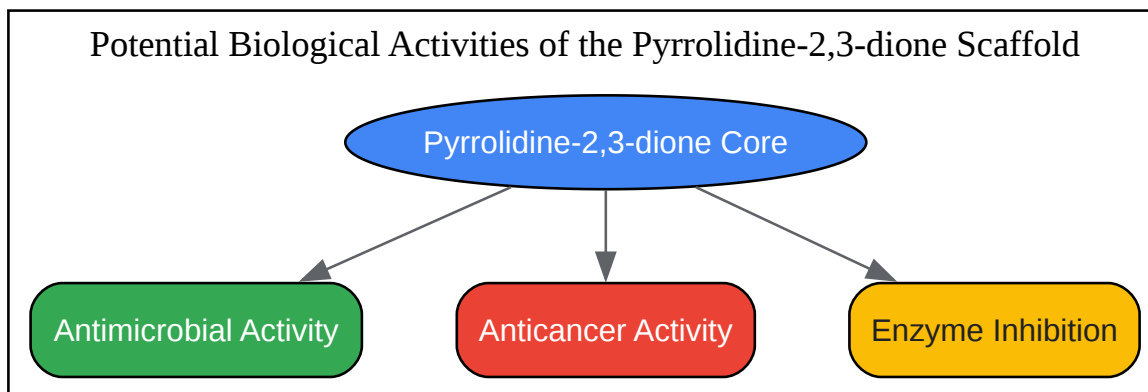 Potential Biological Activities of the Pyrrolidine-2,3-dione Scaffold
Pyrrolidine-2,3-dione Core
Antimicrobial Activity
Anticancer Activity
Enzyme Inhibition